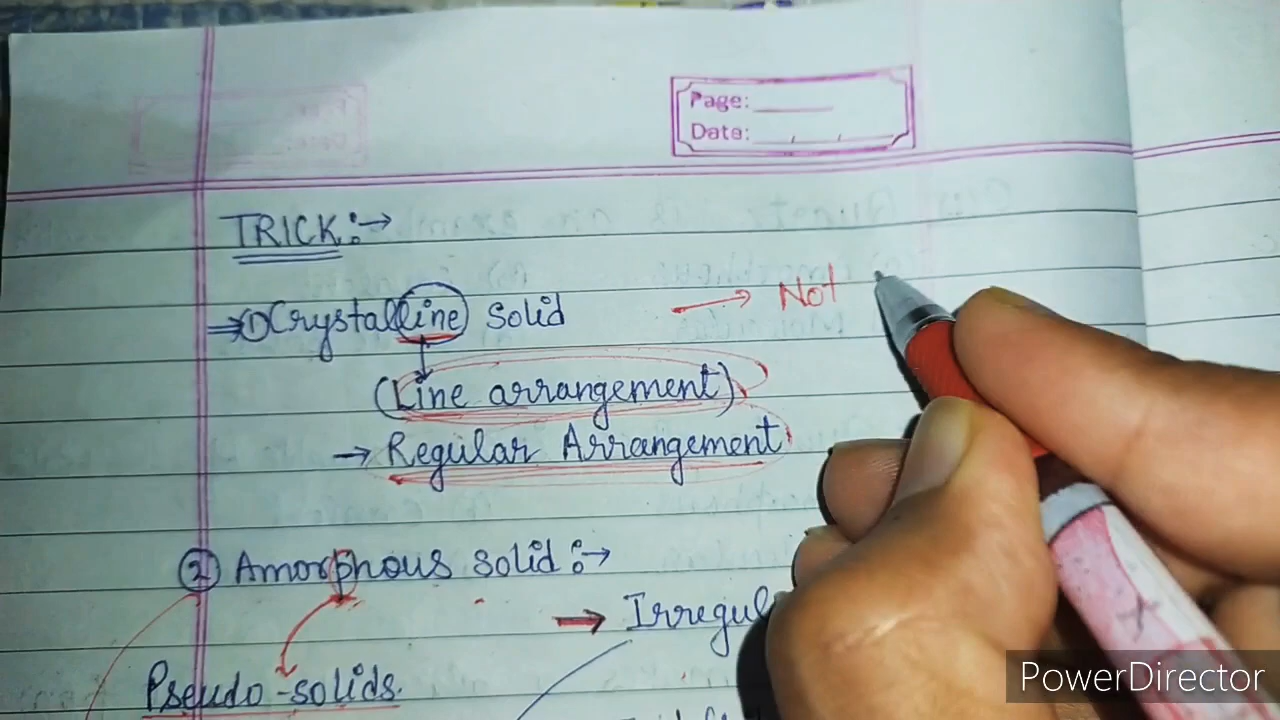 Page:
Date:
TRICK:→
⇒① Crystalline Solid → Not
(Line arrangement)
→ Regular Arrangement
② Amorphous solid :→
→ Irregul
Pseudo-solids.
PowerDirector